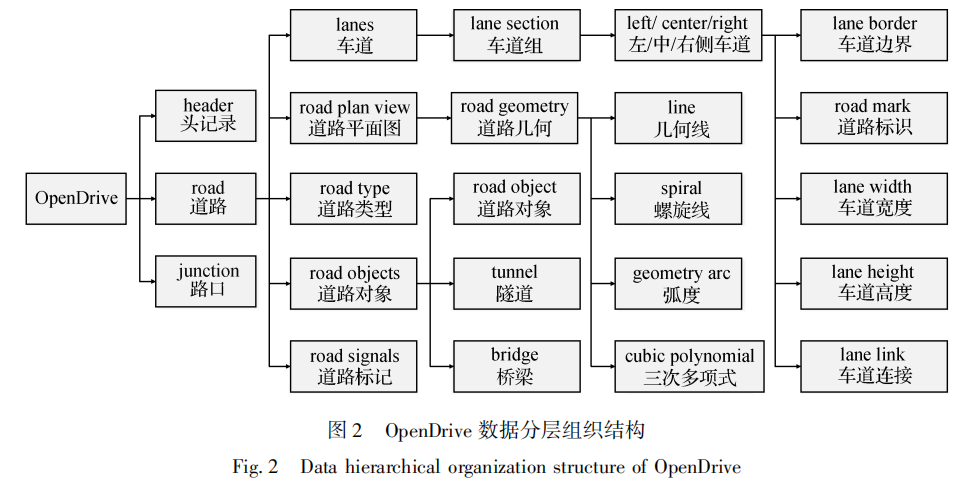 OpenDrive
header
头记录
road
道路
junction
路口
lanes
车道
road plan view
道路平面图
road type
道路类型
road objects
道路对象
road signals
道路标记
lane section
车道组
road geometry
道路几何
road object
道路对象
tunnel
隧道
bridge
桥梁
left/ center/right
左/中/右侧车道
line
几何线
spiral
螺旋线
geometry arc
弧度
cubic polynomial
三次多项式
lane border
车道边界
road mark
道路标识
lane width
车道宽度
lane height
车道高度
lane link
车道连接
图 2 OpenDrive 数据分层组织结构
Fig. 2 Data hierarchical organization structure of OpenDrive